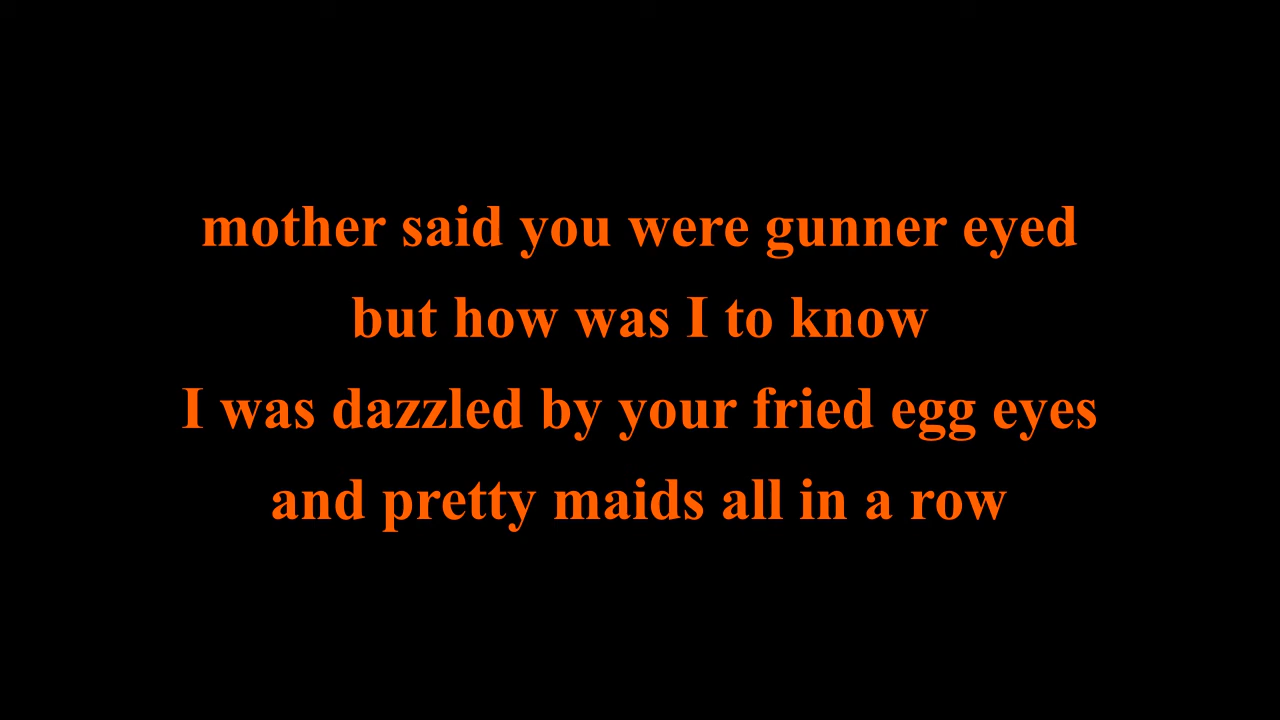 mother said you were gunner eyed
but how was I to know
I was dazzled by your fried egg eyes
and pretty maids all in a row